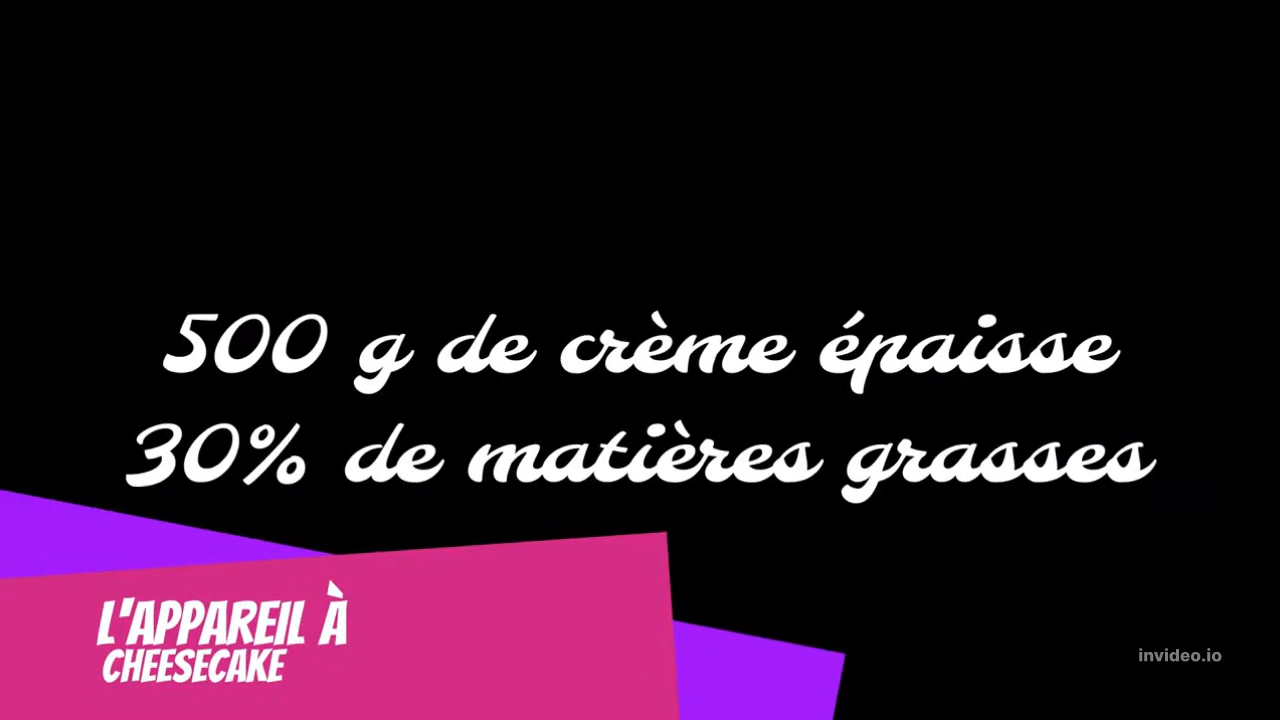 500 g de crème épaisse
30% de matières grasses
L'APPAREIL À
CHEESECAKE
invideo.io